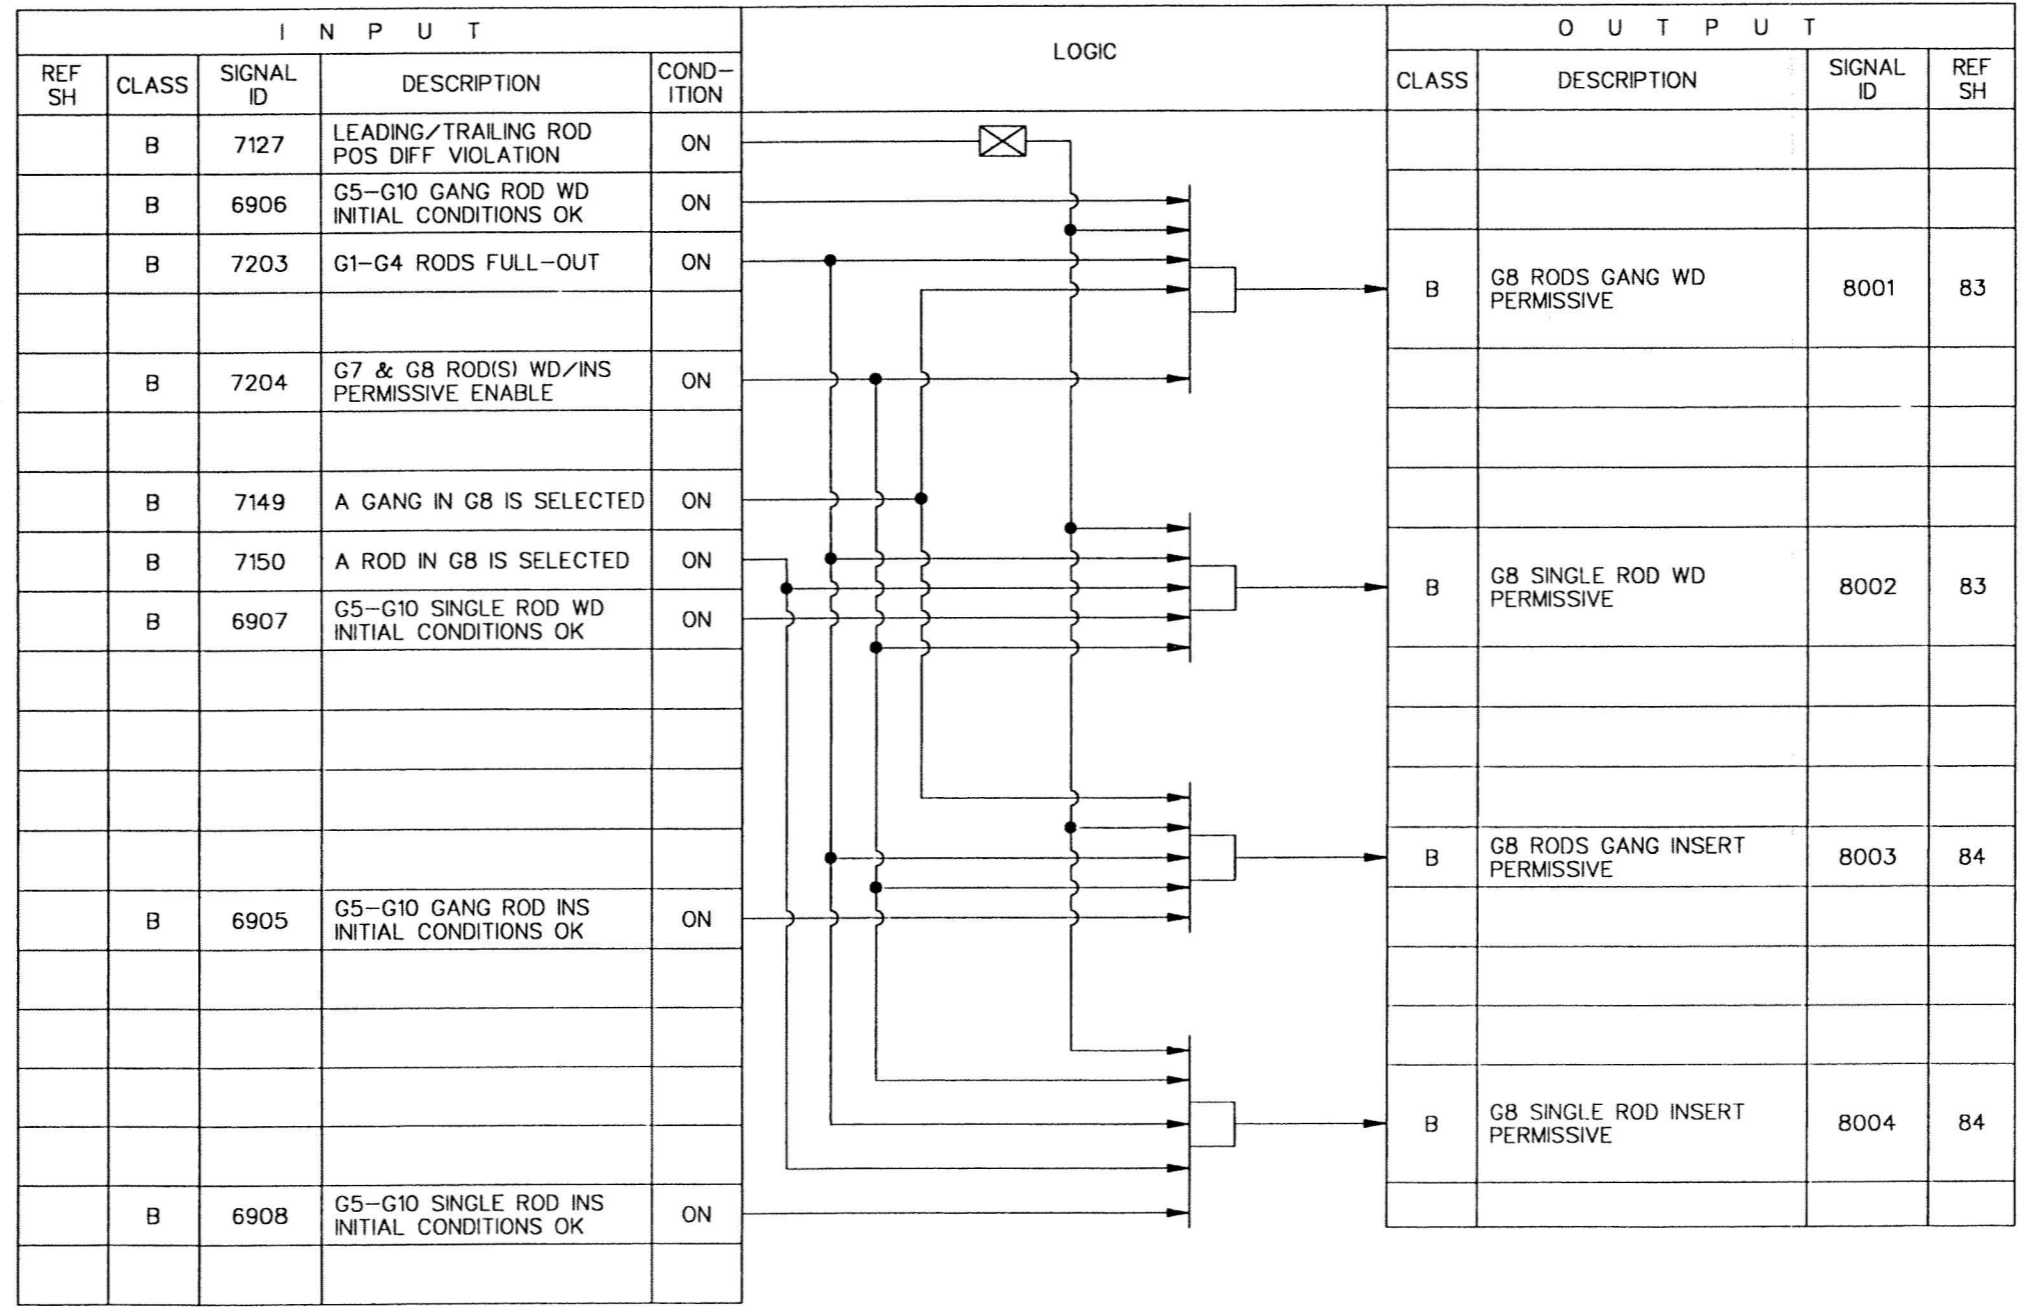 I N P U T
LOGIC
O U T P U T
REF SH CLASS SIGNAL ID DESCRIPTION COND-ITION
CLASS DESCRIPTION SIGNAL ID REF SH
B 7127 LEADING/TRAILING ROD ON
POS DIFF VIOLATION
B 6906 G5-G10 GANG ROD WD ON
INITIAL CONDITIONS OK
B 7203 G1-G4 RODS FULL-OUT ON
B G8 RODS GANG WD 8001 83
PERMISSIVE
B 7204 G7 & G8 ROD(S) WD/INS ON
PERMISSIVE ENABLE
B 7149 A GANG IN G8 IS SELECTED ON
B 7150 A ROD IN G8 IS SELECTED ON
B G8 SINGLE ROD WD 8002 83
PERMISSIVE
B 6907 G5-G10 SINGLE ROD WD ON
INITIAL CONDITIONS OK
B G8 RODS GANG INSERT 8003 84
PERMISSIVE
B 6905 G5-G10 GANG ROD INS ON
INITIAL CONDITIONS OK
B G8 SINGLE ROD INSERT 8004 84
PERMISSIVE
B 6908 G5-G10 SINGLE ROD INS ON
INITIAL CONDITIONS OK